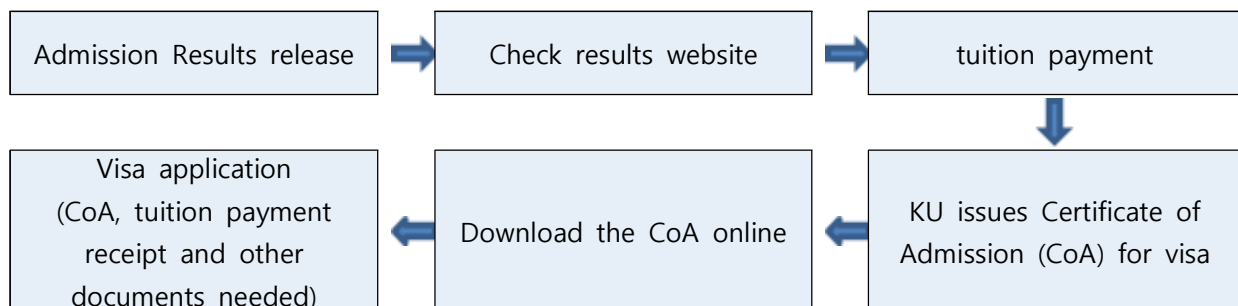 Admission Results release
Check results website
tuition payment
KU issues Certificate of
Admission (CoA) for visa
Download the CoA online
Visa application
(CoA, tuition payment
receipt and other
documents needed)